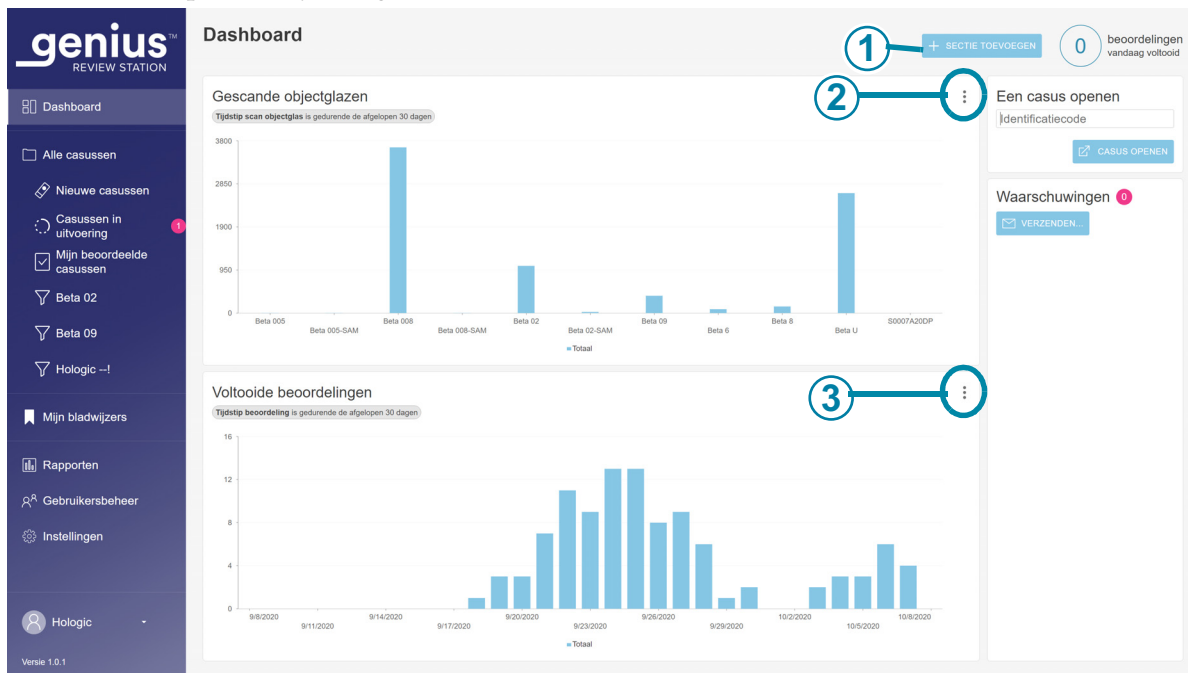 genius™
REVIEW STATION
Dashboard
Alle casussen
Nieuwe casussen
Casussen in
uitvoering
1
Mijn beoordeelde
casussen
Beta 02
Beta 09
Hologic --!
Mijn bladwijzers
Rapporten
Gebruikersbeheer
Instellingen
Hologic
Versie 1.0.1
Dashboard
1
+ SECTIE TOEVOEGEN
0
beoordelingen
vandaag voltooid
Gescande objectglazen
Tijdstip scan objectglas is gedurende de afgelopen 30 dagen
2
3800
2850
1900
950
0
Beta 005
Beta 005-SAM
Beta 008
Beta 008-SAM
Beta 02
Beta 02-SAM
Beta 09
Beta 6
Beta 8
Beta U
S0007A20DP
Totaal
Voltooide beoordelingen
Tijdstip beoordeling is gedurende de afgelopen 30 dagen
3
16
12
8
4
0
9/8/2020
9/11/2020
9/14/2020
9/17/2020
9/20/2020
9/23/2020
9/26/2020
9/29/2020
10/2/2020
10/5/2020
10/8/2020
Totaal
Een casus openen
Identificatiecode
CASUS OPENEN
Waarschuwingen 0
VERZENDEN...